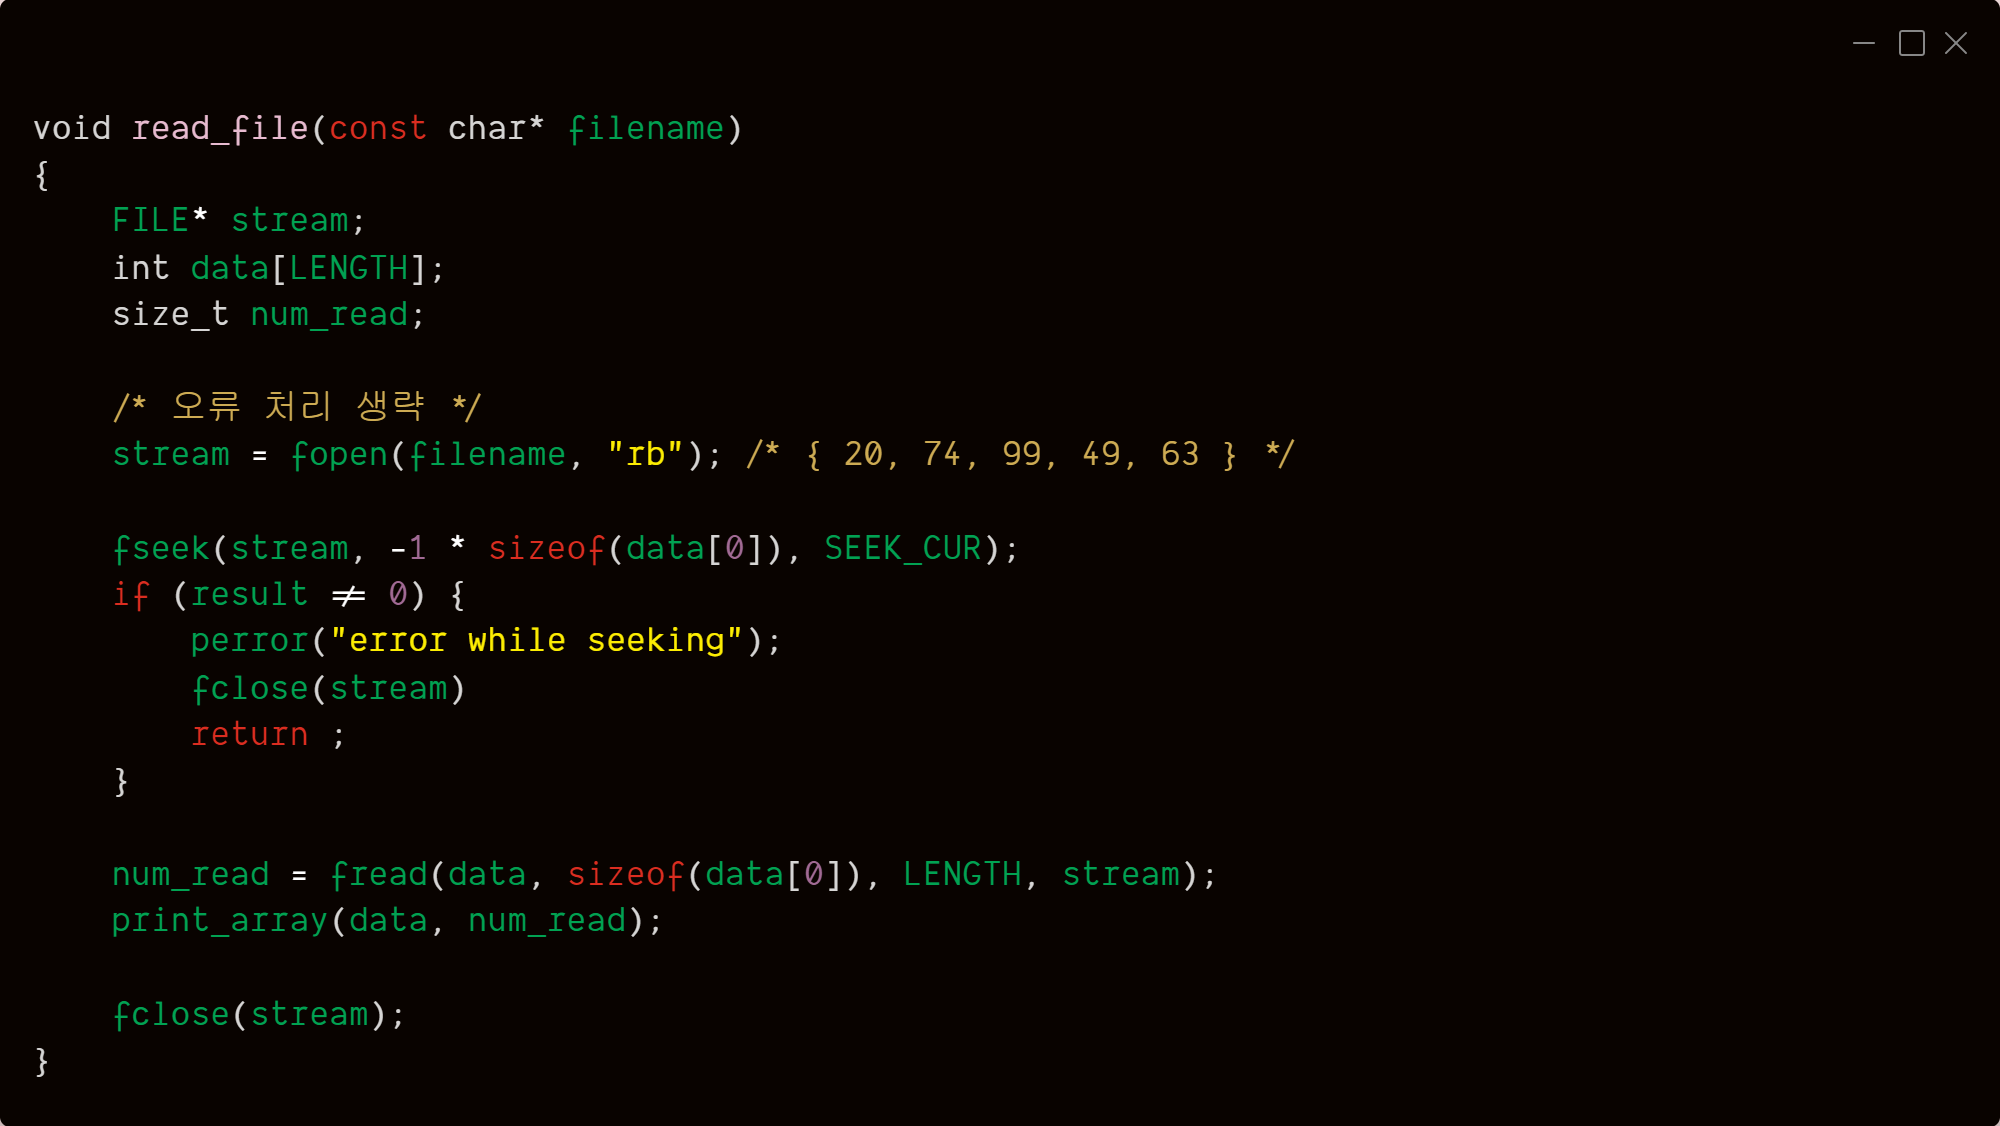 void read_file(const char* filename)
{
    FILE* stream;
    int data[LENGTH];
    size_t num_read;

    /* 오류 처리 생략 */
    stream = fopen(filename, "rb"); /* { 20, 74, 99, 49, 63 } */

    fseek(stream, -1 * sizeof(data[0]), SEEK_CUR);
    if (result != 0) {
        perror("error while seeking");
        fclose(stream)
        return ;
    }

    num_read = fread(data, sizeof(data[0]), LENGTH, stream);
    print_array(data, num_read);

    fclose(stream);
}